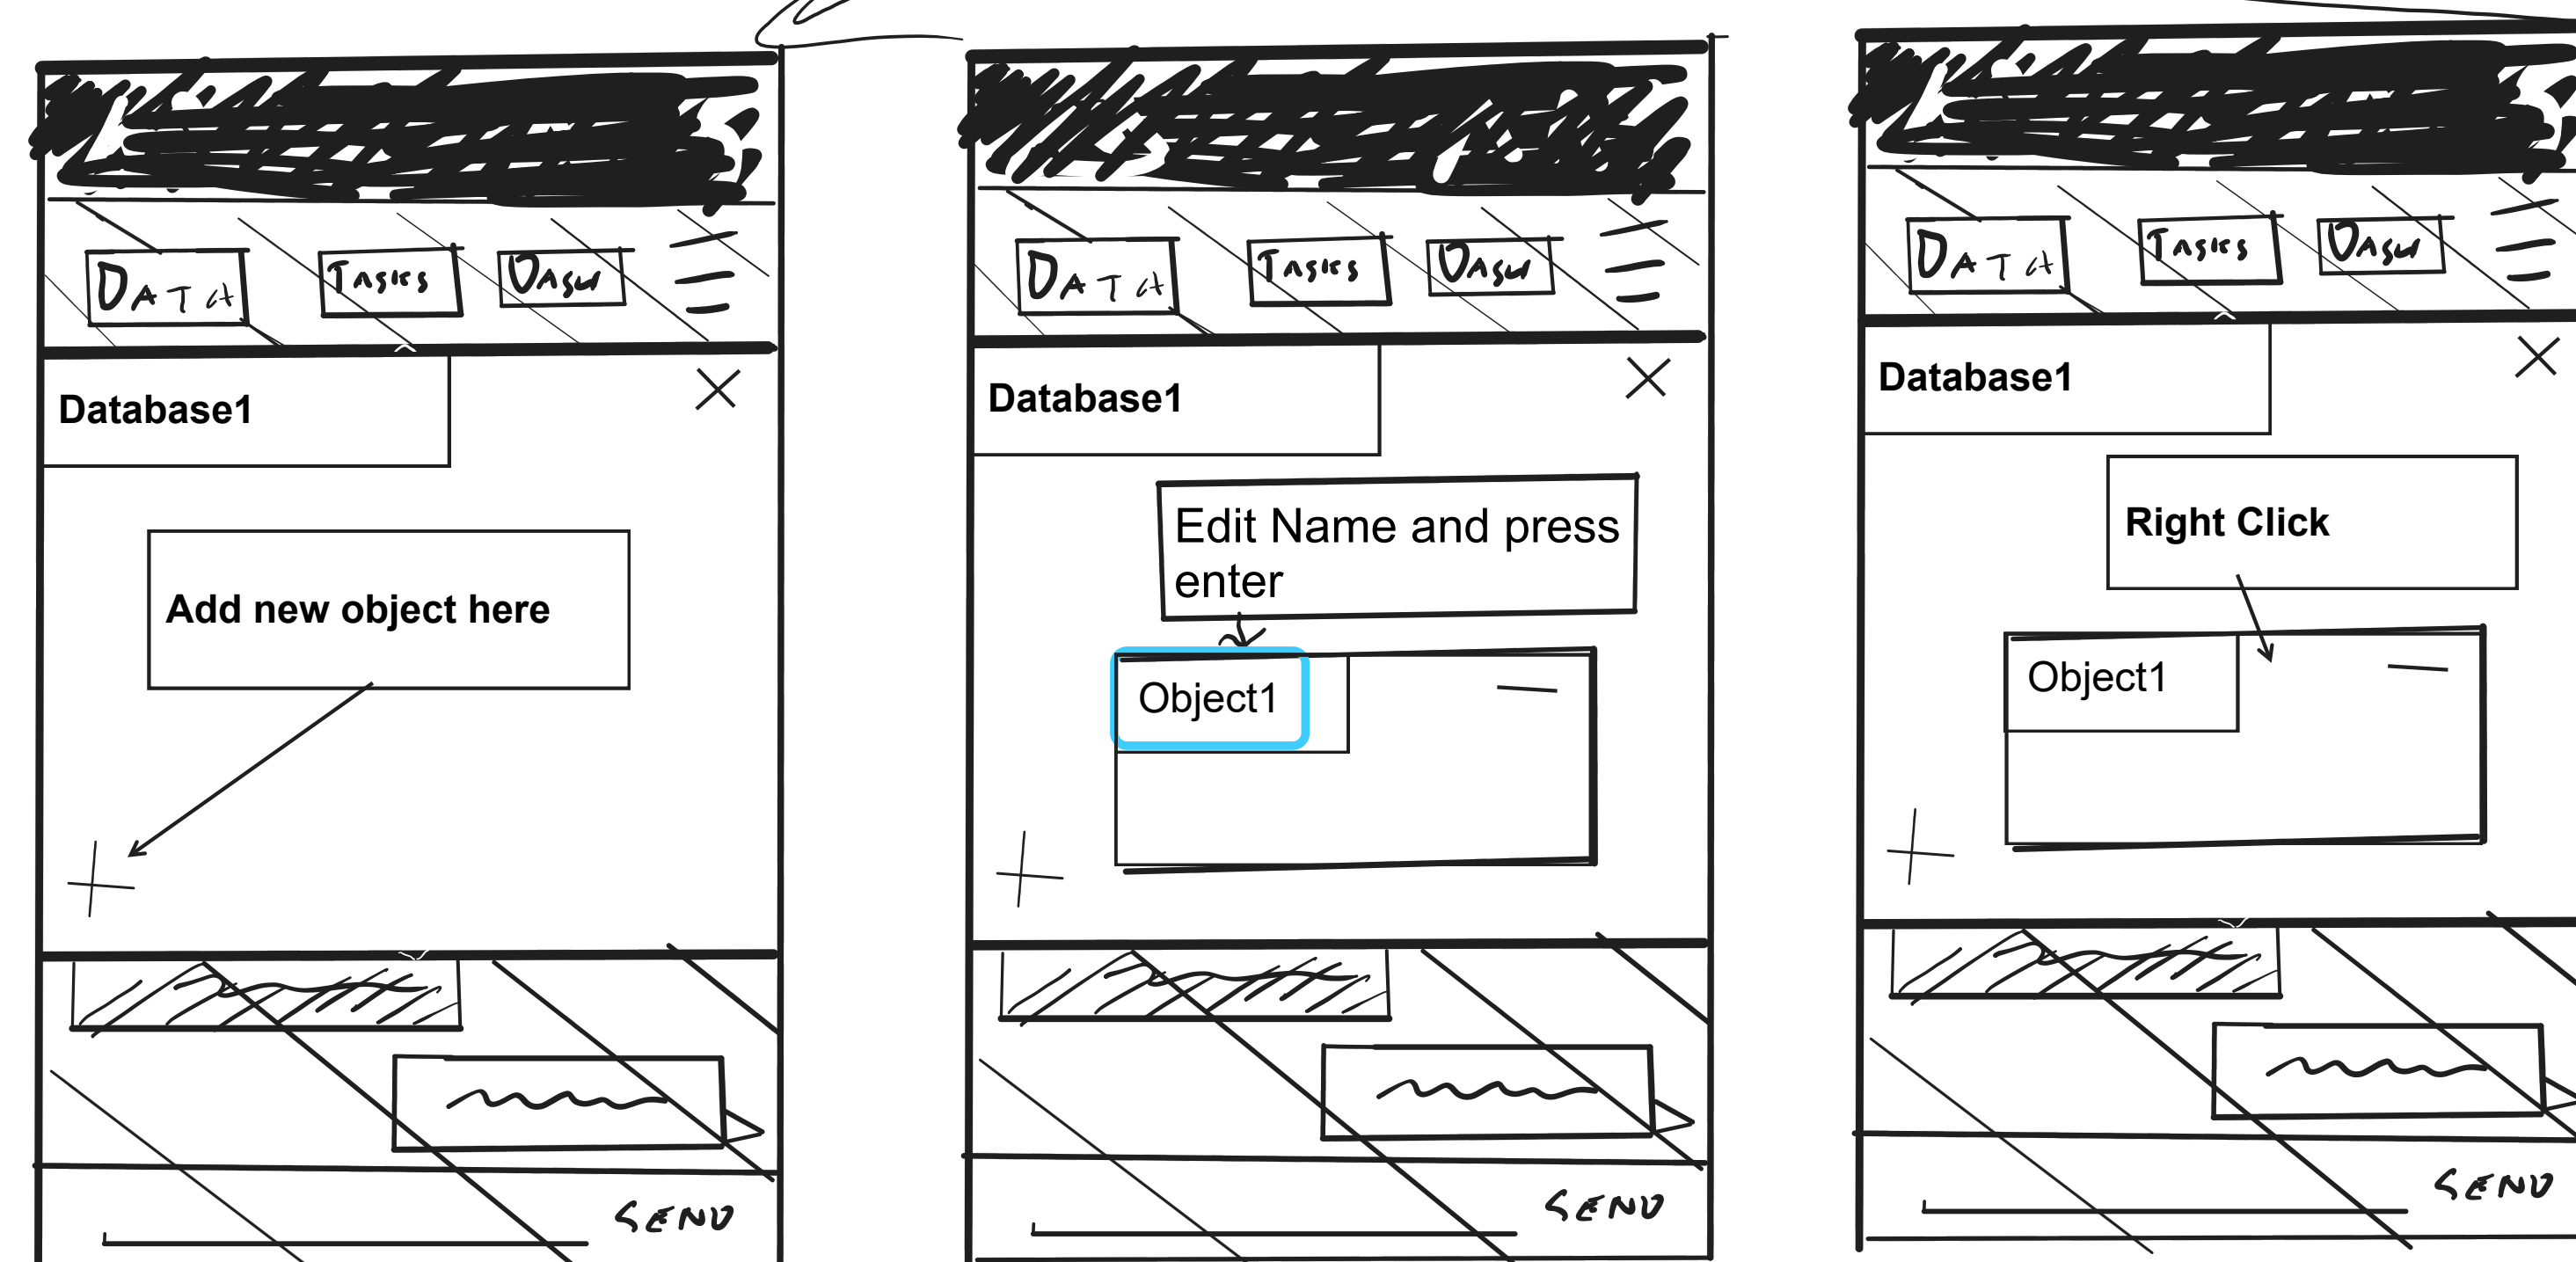 DATA
TASKS
DASH
Database1
Add new object here
SEND
DATA
TASKS
DASH
Database1
Edit Name and press
enter
Object1
SEND
DATA
TASKS
DASH
Database1
Right Click
Object1
SEND